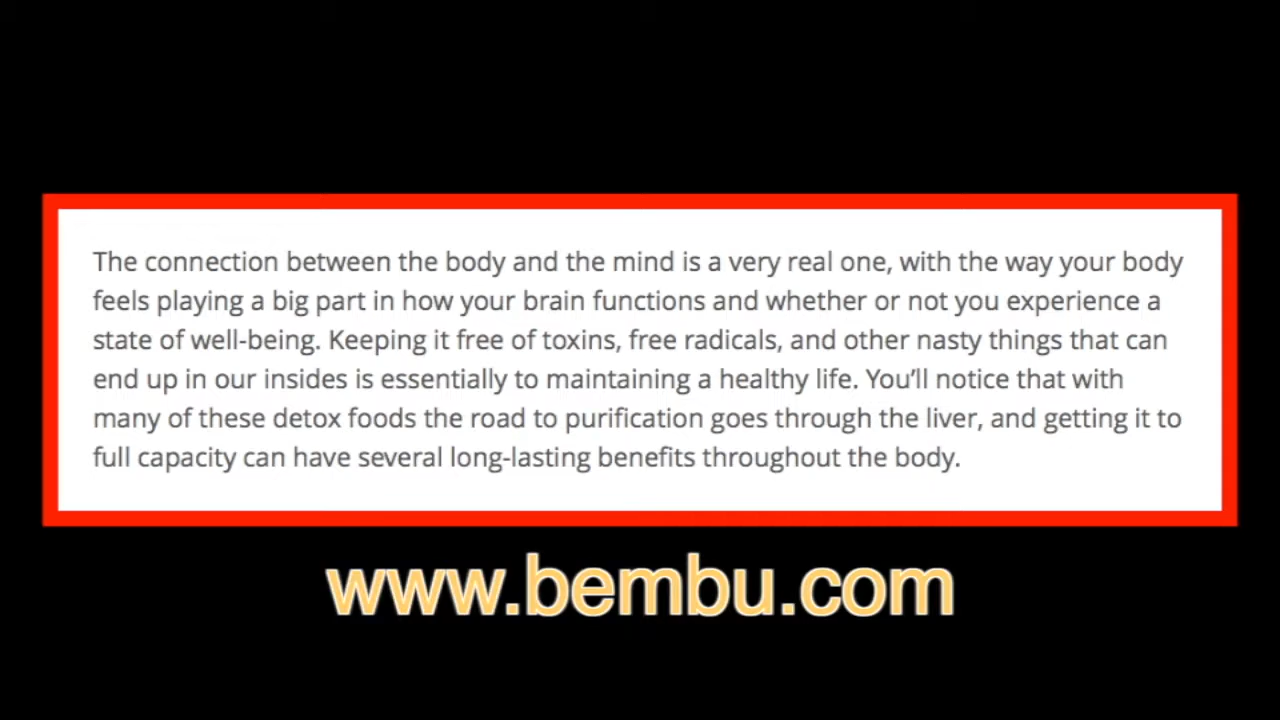 The connection between the body and the mind is a very real one, with the way your body
feels playing a big part in how your brain functions and whether or not you experience a
state of well-being. Keeping it free of toxins, free radicals, and other nasty things that can
end up in our insides is essentially to maintaining a healthy life. You’ll notice that with
many of these detox foods the road to purification goes through the liver, and getting it to
full capacity can have several long-lasting benefits throughout the body.
www.bembu.com